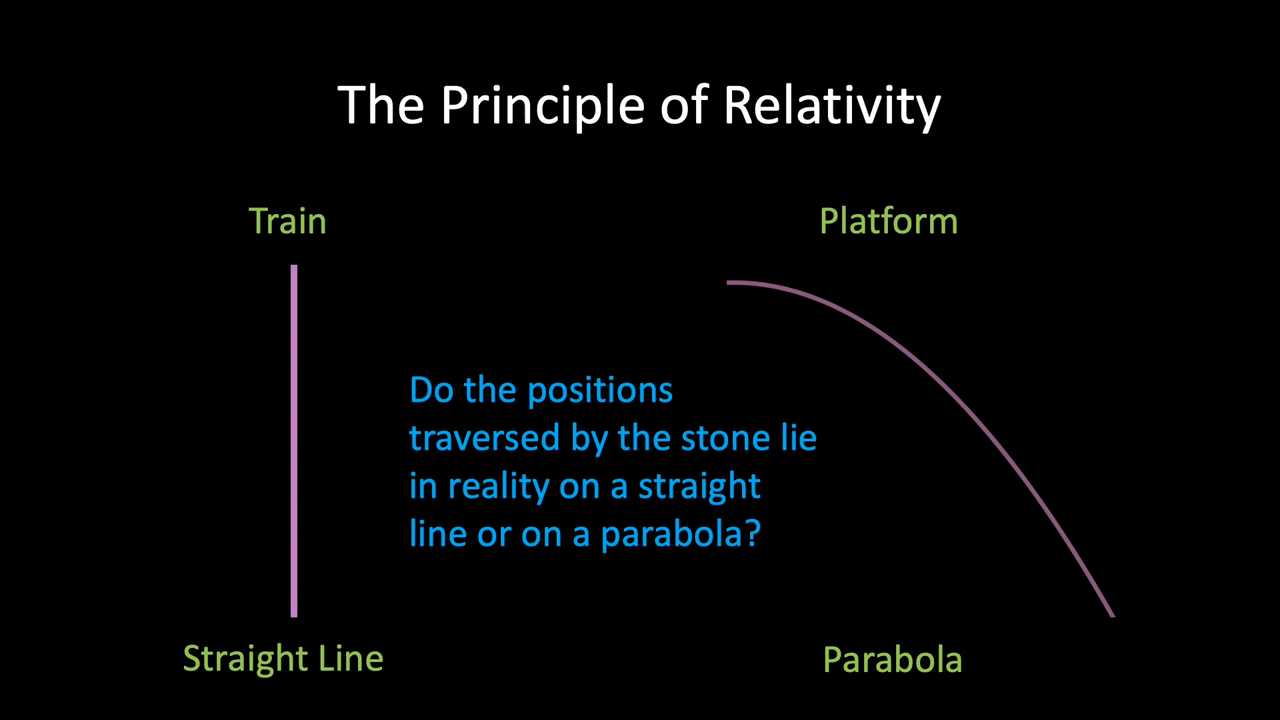 The Principle of Relativity
Train
Platform
Do the positions
traversed by the stone lie
in reality on a straight
line or on a parabola?
Straight Line
Parabola